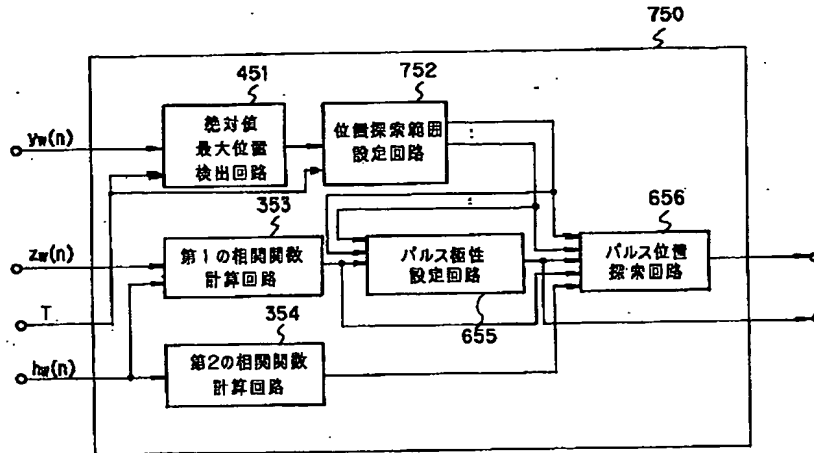 750
451
752
yw(n)
絶対値
最大位置
検出回路
位置探索範囲
設定回路
353
656
zw(n)
第1の相関関数
計算回路
パルス極性
設定回路
パルス位置
探索回路
T
354
655
hw(n)
第2の相関関数
計算回路